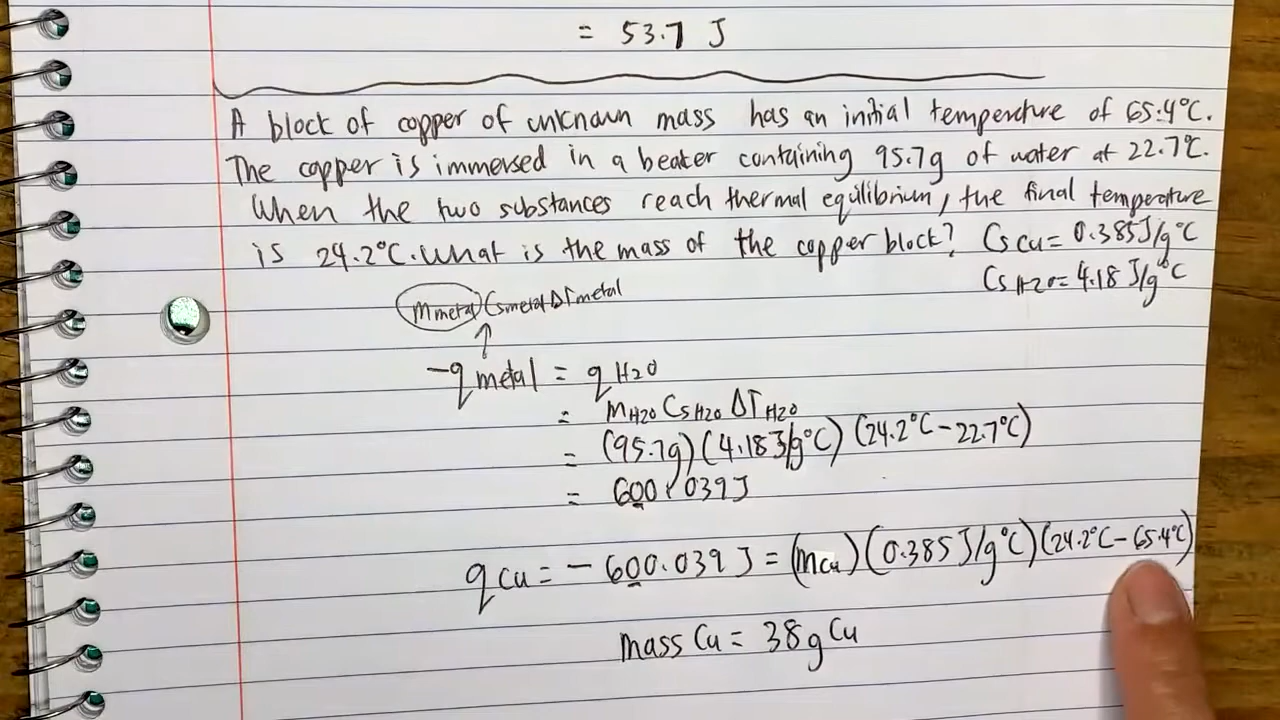 = 53.7 J
A block of copper of unknown mass has an initial temperature of 65.4°C.
The copper is immersed in a beaker containing 95.7g of water at 22.7°C.
When the two substances reach thermal equilibrium, the final temperature
is 24.2°C. What is the mass of the copper block? Cs Cu = 0.385 J/g°C
Cs H2O = 4.18 J/g°C
mmetal Csmetal ΔTmetal
↑
-q metal = q H2O
= mH2O CsH2O ΔTH2O
= (95.7g) (4.18 J/g°C) (24.2°C - 22.7°C)
= 600.039 J
q cu = - 600.039 J = (mcu) (0.385 J/g°C) (24.2°C - 65.4°C)
mass Cu = 38g Cu